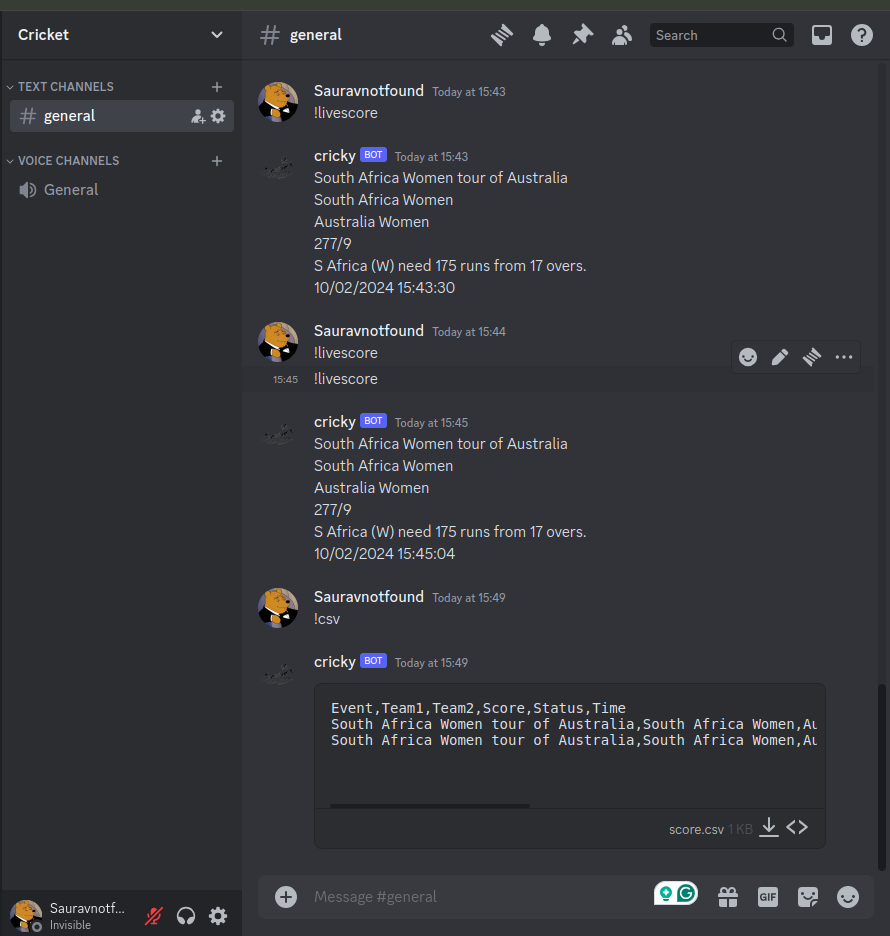 Cricket
general
Search
TEXT CHANNELS
general
VOICE CHANNELS
General
Sauravnotfound Today at 15:43
!livescore
cricky BOT Today at 15:43
South Africa Women tour of Australia
South Africa Women
Australia Women
277/9
S Africa (W) need 175 runs from 17 overs.
10/02/2024 15:43:30
Sauravnotfound Today at 15:44
!livescore
15:45 !livescore
cricky BOT Today at 15:45
South Africa Women tour of Australia
South Africa Women
Australia Women
277/9
S Africa (W) need 175 runs from 17 overs.
10/02/2024 15:45:04
Sauravnotfound Today at 15:49
!csv
cricky BOT Today at 15:49
Event,Team1,Team2,Score,Status,Time
South Africa Women tour of Australia,South Africa Women,Au
South Africa Women tour of Australia,South Africa Women,Au
score.csv 1 KB
Message #general
GIF
Sauravnotf...
Invisible